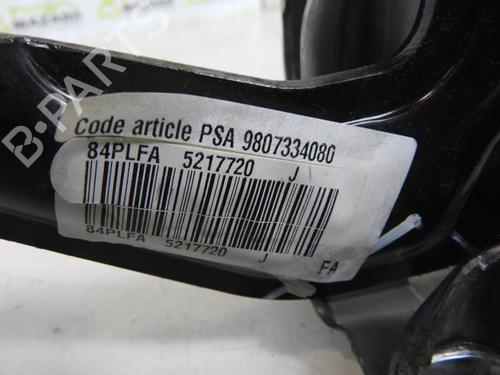 B-PARTS
Code article PSA 9807334080
84PLFA 5217720 J
84PLFA 5217720 J
FA